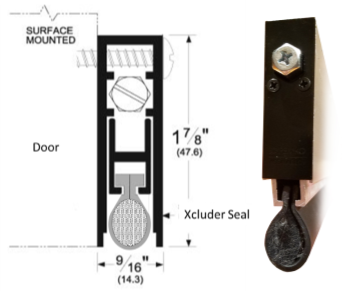 SURFACE
MOUNTED
Door
1 7/8"
(47.6)
Xcluder Seal
9/16"
(14.3)